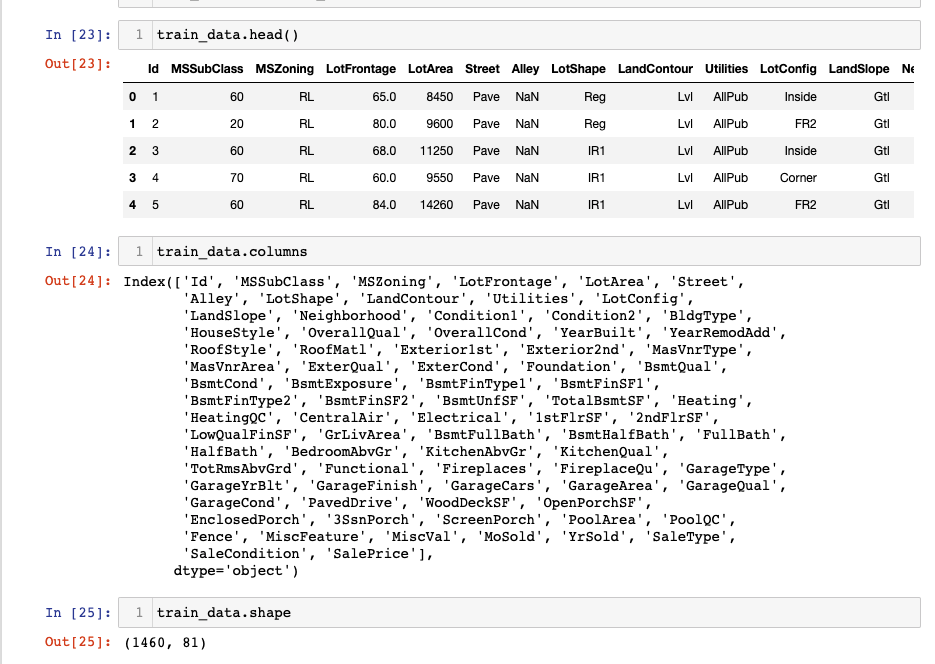 In [23]: 1 train_data.head()
Out[23]:
Id MSSubClass MSZoning LotFrontage LotArea Street Alley LotShape LandContour Utilities LotConfig LandSlope
0 1 60 RL 65.0 8450 Pave NaN Reg Lvl AllPub Inside Gtl
1 2 20 RL 80.0 9600 Pave NaN Reg Lvl AllPub FR2 Gtl
2 3 60 RL 68.0 11250 Pave NaN IR1 Lvl AllPub Inside Gtl
3 4 70 RL 60.0 9550 Pave NaN IR1 Lvl AllPub Corner Gtl
4 5 60 RL 84.0 14260 Pave NaN IR1 Lvl AllPub FR2 Gtl
In [24]: 1 train_data.columns
Out[24]: Index(['Id', 'MSSubClass', 'MSZoning', 'LotFrontage', 'LotArea', 'Street',
'Alley', 'LotShape', 'LandContour', 'Utilities', 'LotConfig',
'LandSlope', 'Neighborhood', 'Condition1', 'Condition2', 'BldgType',
'HouseStyle', 'OverallQual', 'OverallCond', 'YearBuilt', 'YearRemodAdd',
'RoofStyle', 'RoofMatl', 'Exterior1st', 'Exterior2nd', 'MasVnrType',
'MasVnrArea', 'ExterQual', 'ExterCond', 'Foundation', 'BsmtQual',
'BsmtCond', 'BsmtExposure', 'BsmtFinType1', 'BsmtFinSF1',
'BsmtFinType2', 'BsmtFinSF2', 'BsmtUnfSF', 'TotalBsmtSF', 'Heating',
'HeatingQC', 'CentralAir', 'Electrical', '1stFlrSF', '2ndFlrSF',
'LowQualFinSF', 'GrLivArea', 'BsmtFullBath', 'BsmtHalfBath', 'FullBath',
'HalfBath', 'BedroomAbvGr', 'KitchenAbvGr', 'KitchenQual',
'TotRmsAbvGrd', 'Functional', 'Fireplaces', 'FireplaceQu', 'GarageType',
'GarageYrBlt', 'GarageFinish', 'GarageCars', 'GarageArea', 'GarageQual',
'GarageCond', 'PavedDrive', 'WoodDeckSF', 'OpenPorchSF',
'EnclosedPorch', '3SsnPorch', 'ScreenPorch', 'PoolArea', 'PoolQC',
'Fence', 'MiscFeature', 'MiscVal', 'MoSold', 'YrSold', 'SaleType',
'SaleCondition', 'SalePrice'],
dtype='object')
In [25]: 1 train_data.shape
Out[25]: (1460, 81)